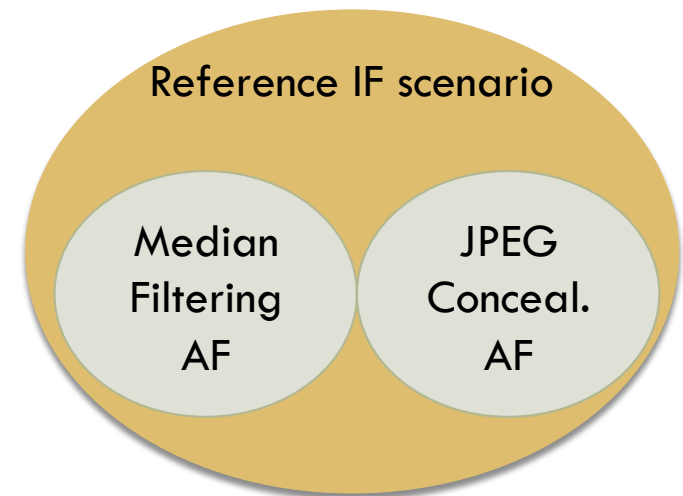 Reference IF scenario
Median
Filtering
AF
JPEG
Conceal.
AF